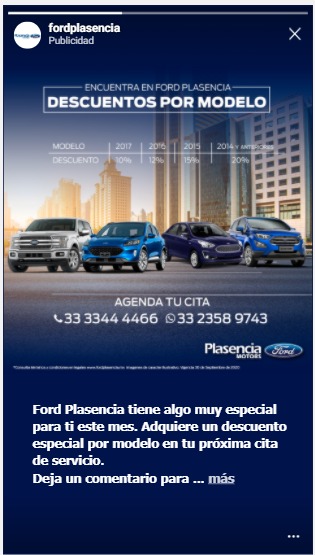 fordplasencia
Publicidad
ENCUENTRA EN FORD PLASENCIA
DESCUENTOS POR MODELO
MODELO 2017 2016 2015 2014 Y ANTERIORES
DESCUENTO 10% 12% 15% 20%
AGENDA TU CITA
33 3344 4466 33 2358 9743
Plasencia
MOTORS
Ford
Ford Plasencia tiene algo muy especial
para ti este mes. Adquiere un descuento
especial por modelo en tu próxima cita
de servicio.
Deja un comentario para ... más